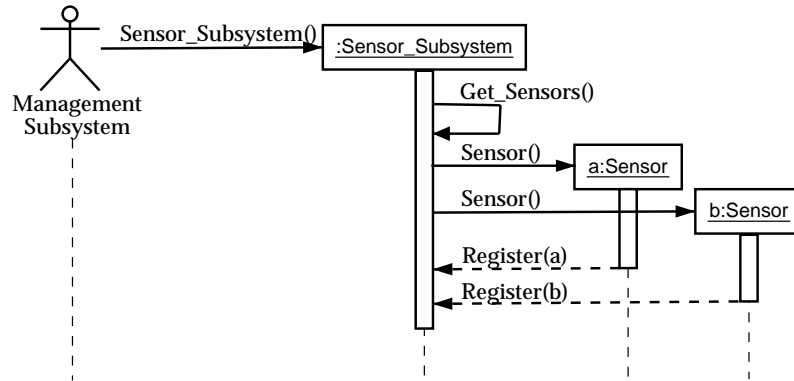 Sensor_Subsystem()
:Sensor_Subsystem
Get_Sensors()
Management
Subsystem
Sensor()
a:Sensor
Sensor()
b:Sensor
Register(a)
Register(b)